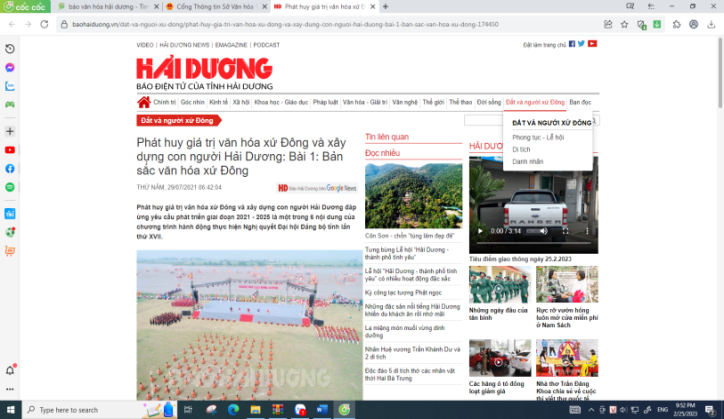 cốc cốc
báo văn hóa hải dương - Tìm
Cổng Thông tin Sở Văn hóa
Phát huy giá trị văn hóa xứ Đ
baohaiduong.vn/dat-va-nguoi-xu-dong/phat-huy-gia-tri-van-hoa-xu-dong-va-xay-dung-con-nguoi-hai-duong-bai-1-ban-sac-van-hoa-xu-dong-174450
VIDEO | HẢI DƯƠNG NEWS | EMAGAZINE | PODCAST
Đặt làm trang chủ
HẢI DƯƠNG
BÁO ĐIỆN TỬ CỦA TỈNH HẢI DƯƠNG
Chính trị Góc nhìn Kinh tế Xã hội Khoa học - Giáo dục Pháp luật Văn hóa - Giải trí Văn nghệ Thế giới Thể thao Đời sống Đất và người xứ Đông Bạn đọc
Đất và người xứ Đông
ĐẤT VÀ NGƯỜI XỨ ĐÔNG
Phong tục - Lễ hội
Di tích
Danh nhân
Phát huy giá trị văn hóa xứ Đông và xây
dựng con người Hải Dương: Bài 1: Bản
sắc văn hóa xứ Đông
THỨ NĂM, 29/07/2021 06:42:04
HD Báo Hải Dương trên Google News
Phát huy giá trị văn hóa xứ Đông và xây dựng con người Hải Dương đáp
ứng yêu cầu phát triển giai đoạn 2021 - 2025 là một trong 6 nội dung của
chương trình hành động thực hiện Nghị quyết Đại hội Đảng bộ tỉnh lần
thứ XVII.
Tin liên quan
Đọc nhiều
Côn Sơn - chốn "rừng lắm đẹp đẽ"
Tưng bừng Lễ hội "Hải Dương -
thành phố tình yêu"
Lễ hội "Hải Dương - thành phố tình
yêu" có nhiều hoạt động đặc sắc
Kỳ công tạc tượng Phật ngọc
Những đặc sản nổi tiếng Hải Dương
khiến du khách ăn rồi nhớ mãi
Lạ miệng món muối vừng dinh
dưỡng
Nhân Huệ vương Trần Khánh Dư và
2 di tích
Độc đáo 5 di tích thờ các nhân vật
thời Hai Bà Trưng
HẢI DƯƠNG
0:00 / 3:14
Tiêu điểm giao thông ngày 25.2.2023
Những ngày đầu của
tân binh
Rực rỡ vườn hồng
luôn mở cửa miễn phí
ở Nam Sách
Các hãng ô tô đồng
loạt giảm giá
Nhà thơ Trần Đăng
Khoa chia sẻ về cuộc
thi viết thư quốc tế
Type here to search
ENG
9:52 PM
2/25/2023